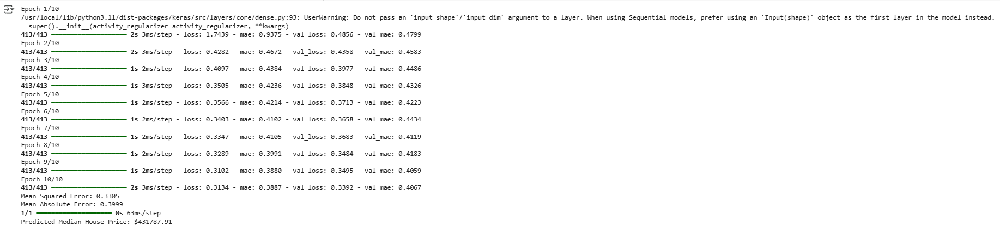 Epoch 1/10
/usr/local/lib/python3.11/dist-packages/keras/src/layers/core/dense.py:93: UserWarning: Do not pass an `input_shape`/`input_dim` argument to a layer. When using Sequential models, prefer using an `Input(shape)` object as the first layer in the model instead.
  super().__init__(activity_regularizer=activity_regularizer, **kwargs)
413/413 ━━━━━━━━━━━━━━━━━━━━ 2s 3ms/step - loss: 1.7439 - mae: 0.9375 - val_loss: 0.4856 - val_mae: 0.4799
Epoch 2/10
413/413 ━━━━━━━━━━━━━━━━━━━━ 2s 3ms/step - loss: 0.4282 - mae: 0.4672 - val_loss: 0.4358 - val_mae: 0.4583
Epoch 3/10
413/413 ━━━━━━━━━━━━━━━━━━━━ 1s 2ms/step - loss: 0.4097 - mae: 0.4384 - val_loss: 0.3977 - val_mae: 0.4486
Epoch 4/10
413/413 ━━━━━━━━━━━━━━━━━━━━ 1s 3ms/step - loss: 0.3505 - mae: 0.4236 - val_loss: 0.3848 - val_mae: 0.4326
Epoch 5/10
413/413 ━━━━━━━━━━━━━━━━━━━━ 1s 2ms/step - loss: 0.3566 - mae: 0.4214 - val_loss: 0.3713 - val_mae: 0.4223
Epoch 6/10
413/413 ━━━━━━━━━━━━━━━━━━━━ 1s 2ms/step - loss: 0.3403 - mae: 0.4102 - val_loss: 0.3658 - val_mae: 0.4434
Epoch 7/10
413/413 ━━━━━━━━━━━━━━━━━━━━ 1s 2ms/step - loss: 0.3347 - mae: 0.4105 - val_loss: 0.3683 - val_mae: 0.4119
Epoch 8/10
413/413 ━━━━━━━━━━━━━━━━━━━━ 1s 2ms/step - loss: 0.3289 - mae: 0.3991 - val_loss: 0.3484 - val_mae: 0.4183
Epoch 9/10
413/413 ━━━━━━━━━━━━━━━━━━━━ 1s 2ms/step - loss: 0.3102 - mae: 0.3880 - val_loss: 0.3495 - val_mae: 0.4059
Epoch 10/10
413/413 ━━━━━━━━━━━━━━━━━━━━ 2s 3ms/step - loss: 0.3134 - mae: 0.3887 - val_loss: 0.3392 - val_mae: 0.4067
Mean Squared Error: 0.3305
Mean Absolute Error: 0.3999
1/1 ━━━━━━━━━━━━━━━━━━━━ 0s 63ms/step
Predicted Median House Price: $431787.91